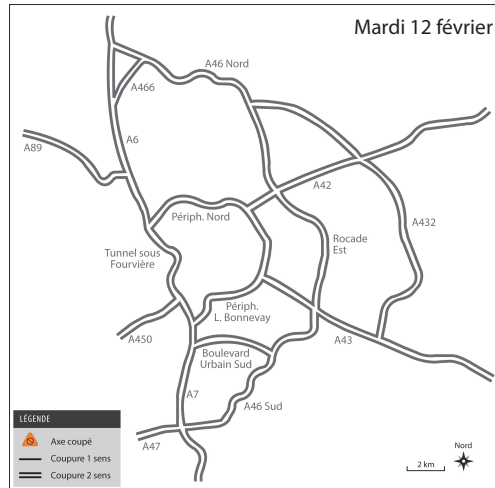 Mardi 12 février
A46 Nord
A466
A6
A89
A42
Périph. Nord
A432
Rocade
Est
Tunnel sous
Fourvière
Périph.
L. Bonnevay
A450
A43
Boulevard
Urbain Sud
A7
A46 Sud
A47
LÉGENDE
Axe coupé
Coupure 1 sens
Coupure 2 sens
Nord
2 km